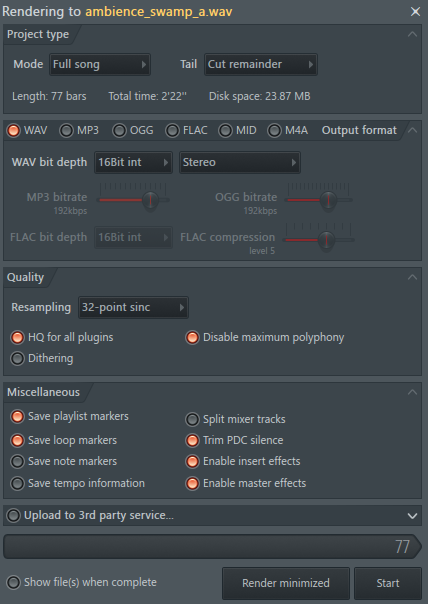 Rendering to ambience_swamp_a.wav
Project type
Mode Full song Tail Cut remainder
Length: 77 bars Total time: 2'22'' Disk space: 23.87 MB
WAV MP3 OGG FLAC MID M4A Output format
WAV bit depth 16Bit int Stereo
MP3 bitrate OGG bitrate
192kbps 192kbps
FLAC bit depth 16Bit int FLAC compression
level 5
Quality
Resampling 32-point sinc
HQ for all plugins Disable maximum polyphony
Dithering
Miscellaneous
Save playlist markers Split mixer tracks
Save loop markers Trim PDC silence
Save note markers Enable insert effects
Save tempo information Enable master effects
Upload to 3rd party service...
77
Show file(s) when complete Render minimized Start